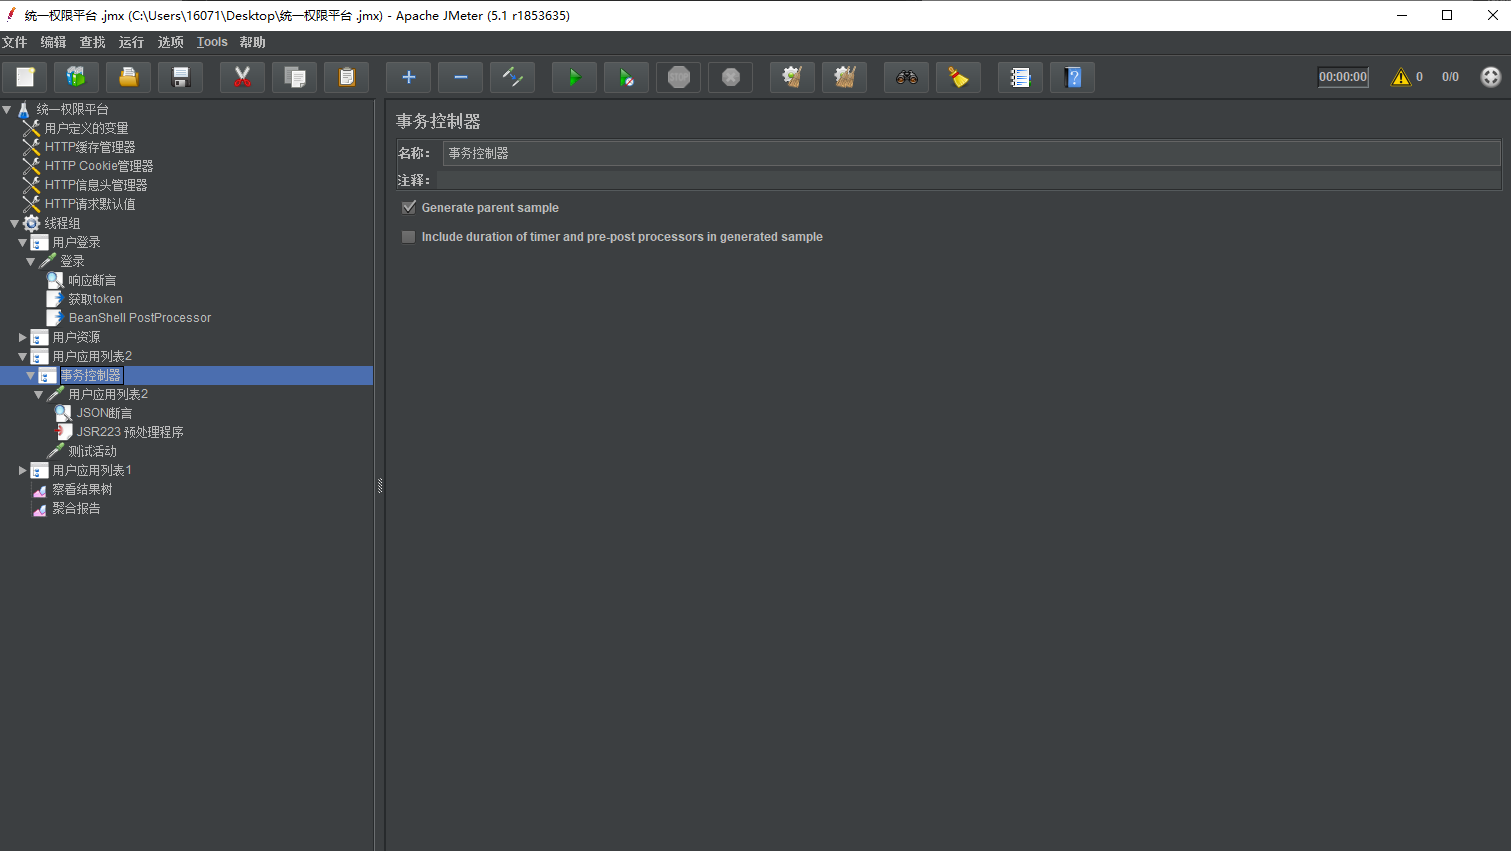 统一权限平台 .jmx (C:\Users\16071\Desktop\统一权限平台 .jmx) - Apache JMeter (5.1 r1853635)
文件 编辑 查找 运行 选项 Tools 帮助
STOP
00:00:00 0 0/0
统一权限平台
用户定义的变量
HTTP缓存管理器
HTTP Cookie管理器
HTTP信息头管理器
HTTP请求默认值
线程组
用户登录
登录
响应断言
获取token
BeanShell PostProcessor
用户资源
用户应用列表2
事务控制器
用户应用列表2
JSON断言
JSR223 预处理程序
测试活动
用户应用列表1
察看结果树
聚合报告
事务控制器
名称： 事务控制器
注释：
Generate parent sample
Include duration of timer and pre-post processors in generated sample